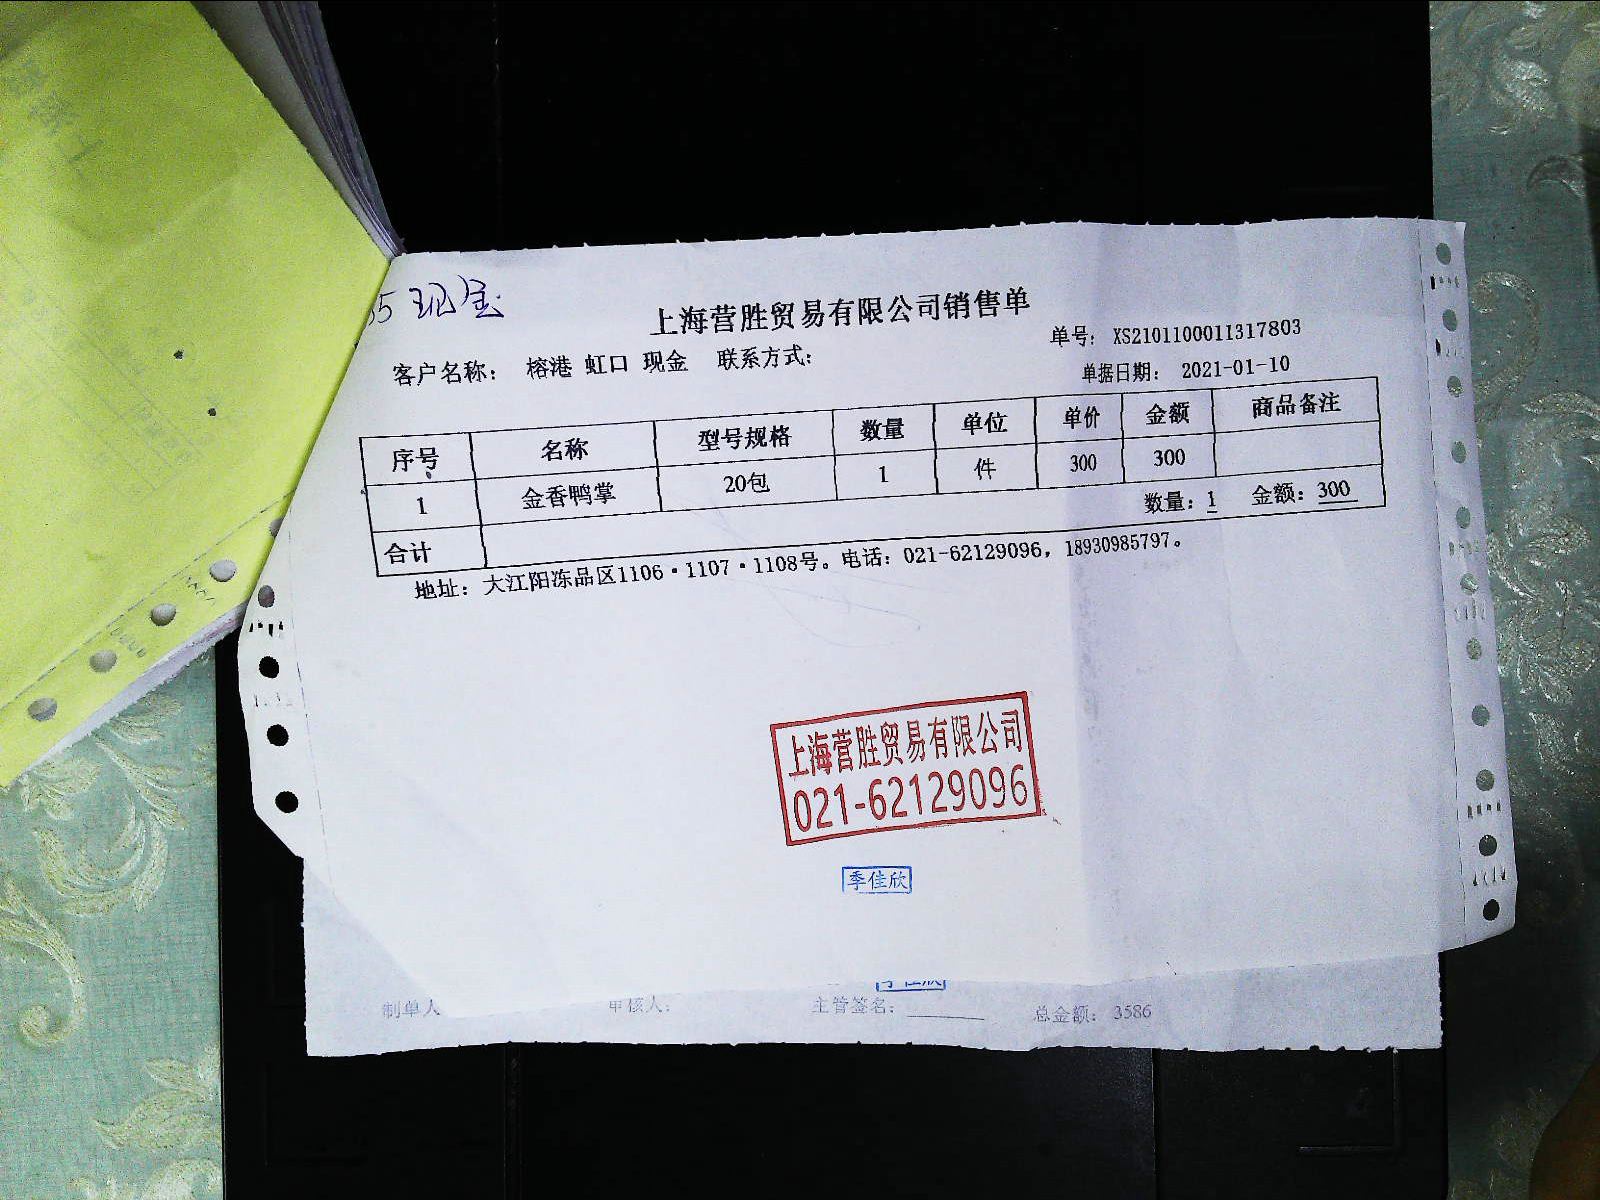 5 现金
上海营胜贸易有限公司销售单
单号: XS2101100011317803
客户名称: 榕港 虹口 现金 联系方式:
单据日期: 2021-01-10
序号 名称 型号规格 数量 单位 单价 金额 商品备注
1 金香鸭掌 20包 1 件 300 300
合计 数量: 1 金额: 300
地址: 大江阳冻品区1106·1107·1108号。电话: 021-62129096, 18930985797。
上海营胜贸易有限公司
021-62129096
季佳欣
制单人 审核人: 主管签名: 总金额: 3586